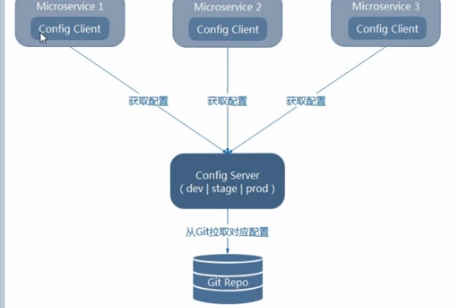 Microservice 1
Microservice 2
Microservice 3
Config Client
Config Client
Config Client
获取配置
获取配置
获取配置
Config Server
( dev | stage | prod )
从Git拉取对应配置
Git Repo